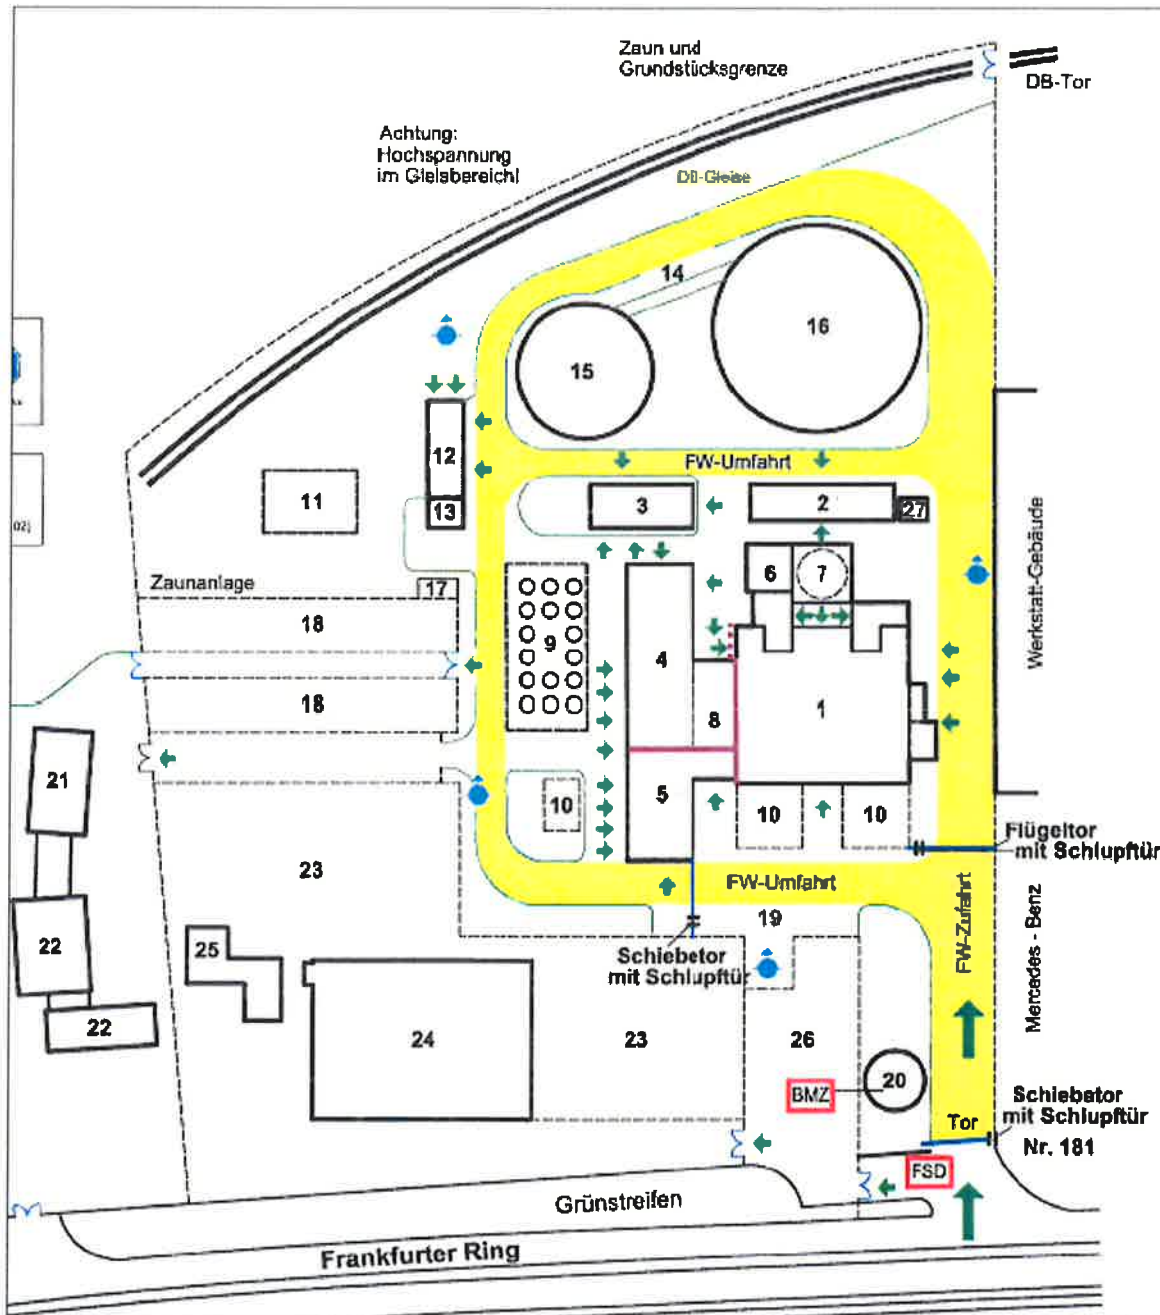 Zaun und
Grundstücksgrenze
DB-Tor
Achtung:
Hochspannung
im Gleisbereich!
DB-Gleise
14
16
15
12
FW-Umfahrt
11
13
3
2
27
02)
6
7
Zaunanlage
17
18
9
4
Werkstatt-Gebäude
18
8
1
21
5
10
10
10
Flügeltor
mit Schlupftür
23
FW-Umfahrt
19
FW-Zufahrt
Mercedes - Benz
22
25
Schiebetor
mit Schlupftür
22
24
23
26
20
BMZ
Schiebetor
mit Schlupftür
Tor
Nr. 181
FSD
Grünstreifen
Frankfurter Ring